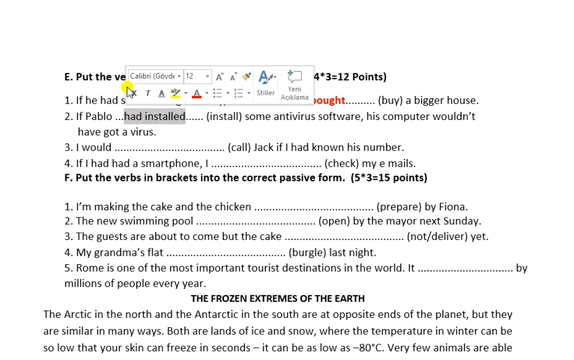 E. Put the ve
4*3=12 Points)
Calibri (Gövde
12
Stiller
Yeni
Açıklama
1. If he had s
ought.......... (buy) a bigger house.
2. If Pablo ...had installed...... (install) some antivirus software, his computer wouldn't
have got a virus.
3. I would ................................... (call) Jack if I had known his number.
4. If I had had a smartphone, I ................................... (check) my e mails.
F. Put the verbs in brackets into the correct passive form. (5*3=15 points)
1. I'm making the cake and the chicken ...................................... (prepare) by Fiona.
2. The new swimming pool ...................................... (open) by the mayor next Sunday.
3. The guests are about to come but the cake ...................................... (not/deliver) yet.
4. My grandma's flat ...................................... (burgle) last night.
5. Rome is one of the most important tourist destinations in the world. It .............................. by
millions of people every year.
THE FROZEN EXTREMES OF THE EARTH
The Arctic in the north and the Antarctic in the south are at opposite ends of the planet, but they
are similar in many ways. Both are lands of ice and snow, where the temperature in winter can be
so low that your skin can freeze in seconds – it can be as low as –80°C. Very few animals are able